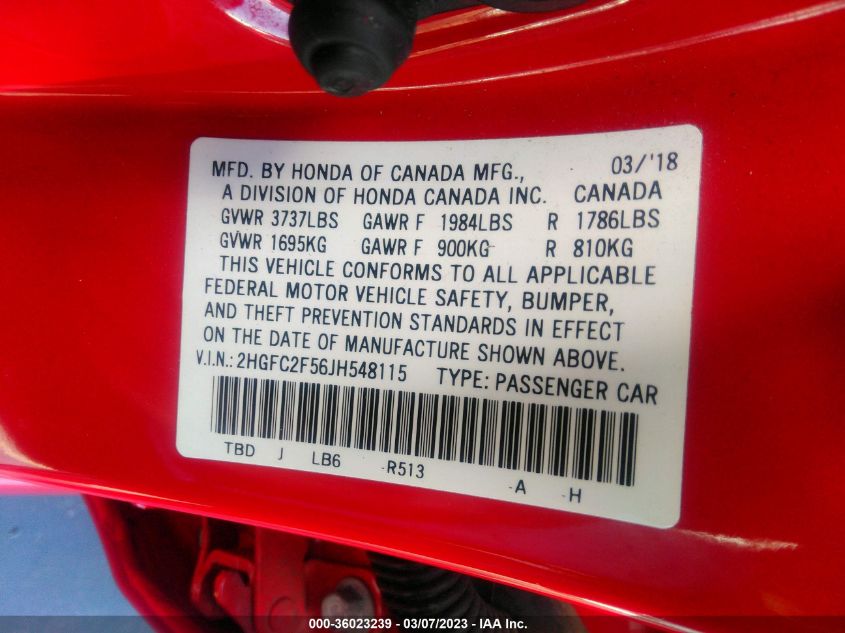 MFD. BY HONDA OF CANADA MFG., 03/'18
A DIVISION OF HONDA CANADA INC. CANADA
GVWR 3737LBS GAWR F 1984LBS R 1786LBS
GVWR 1695KG GAWR F 900KG R 810KG
THIS VEHICLE CONFORMS TO ALL APPLICABLE
FEDERAL MOTOR VEHICLE SAFETY, BUMPER,
AND THEFT PREVENTION STANDARDS IN EFFECT
ON THE DATE OF MANUFACTURE SHOWN ABOVE.
V.I.N.: 2HGFC2F56JH548115 TYPE: PASSENGER CAR
TBD J LB6 -R513 -A -H
000-36023239 — 03/07/2023 — IAA Inc.